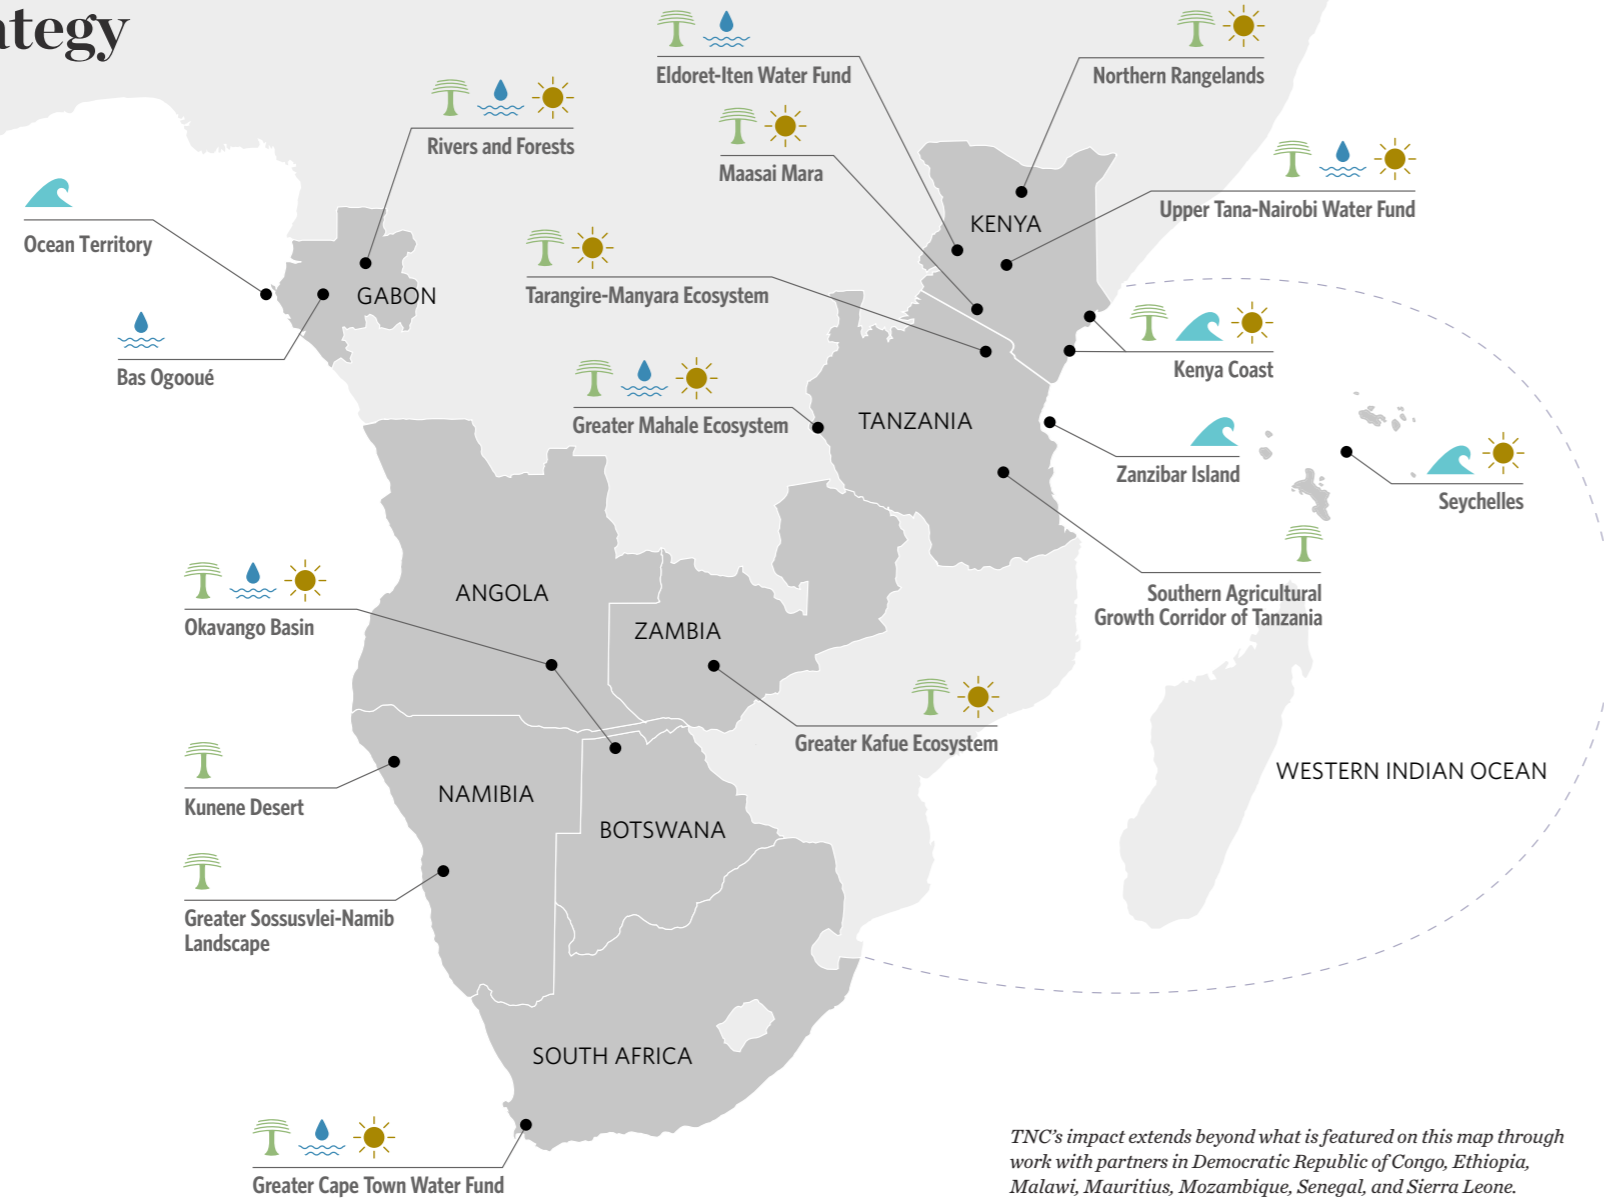 ategy
Eldoret-Iten Water Fund
Northern Rangelands
Rivers and Forests
Maasai Mara
Upper Tana-Nairobi Water Fund
KENYA
Ocean Territory
GABON
Tarangire-Manyara Ecosystem
Bas Ogooué
Kenya Coast
Greater Mahale Ecosystem
TANZANIA
Zanzibar Island
Seychelles
ANGOLA
Southern Agricultural
Growth Corridor of Tanzania
Okavango Basin
ZAMBIA
Greater Kafue Ecosystem
WESTERN INDIAN OCEAN
Kunene Desert
NAMIBIA
BOTSWANA
Greater Sossusvlei-Namib
Landscape
SOUTH AFRICA
Greater Cape Town Water Fund
TNC's impact extends beyond what is featured on this map through
work with partners in Democratic Republic of Congo, Ethiopia,
Malawi, Mauritius, Mozambique, Senegal, and Sierra Leone.